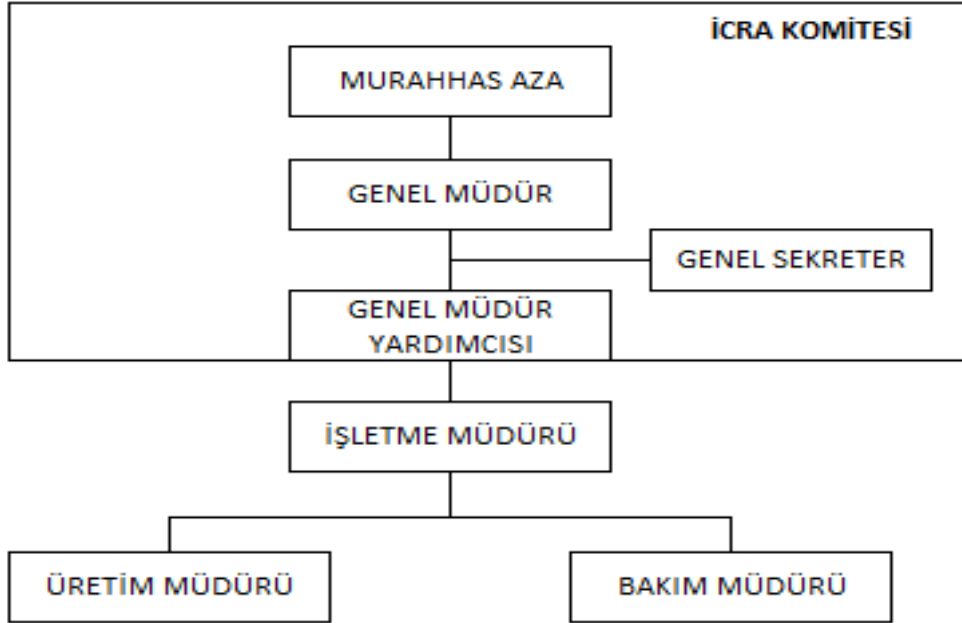 İCRA KOMİTESİ
MURAHHAS AZA
GENEL MÜDÜR
GENEL SEKRETER
GENEL MÜDÜR
YARDIMCISI
İŞLETME MÜDÜRÜ
ÜRETİM MÜDÜRÜ
BAKIM MÜDÜRÜ